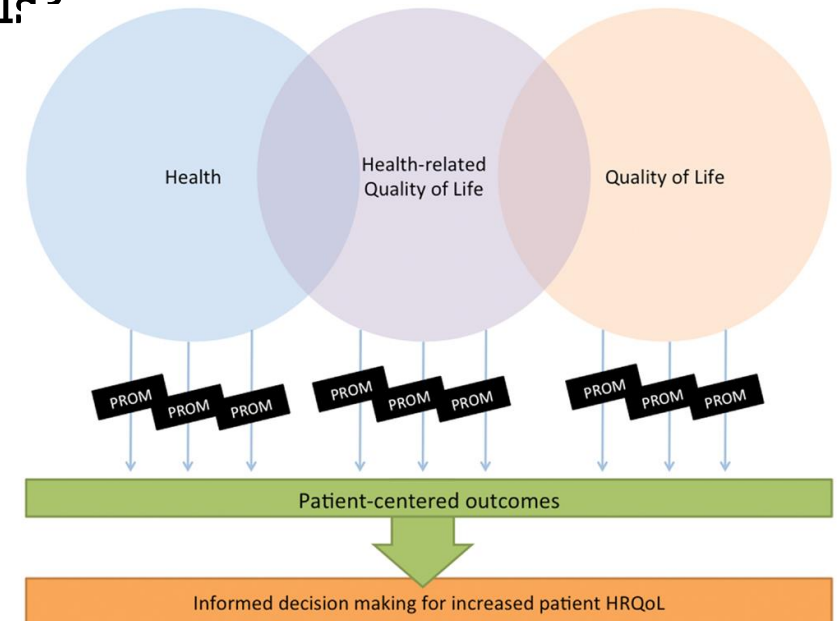 Health
Health-related
Quality of Life
Quality of Life
PROM
PROM
PROM
PROM
PROM
PROM
PROM
PROM
PROM
Patient-centered outcomes
Informed decision making for increased patient HRQoL